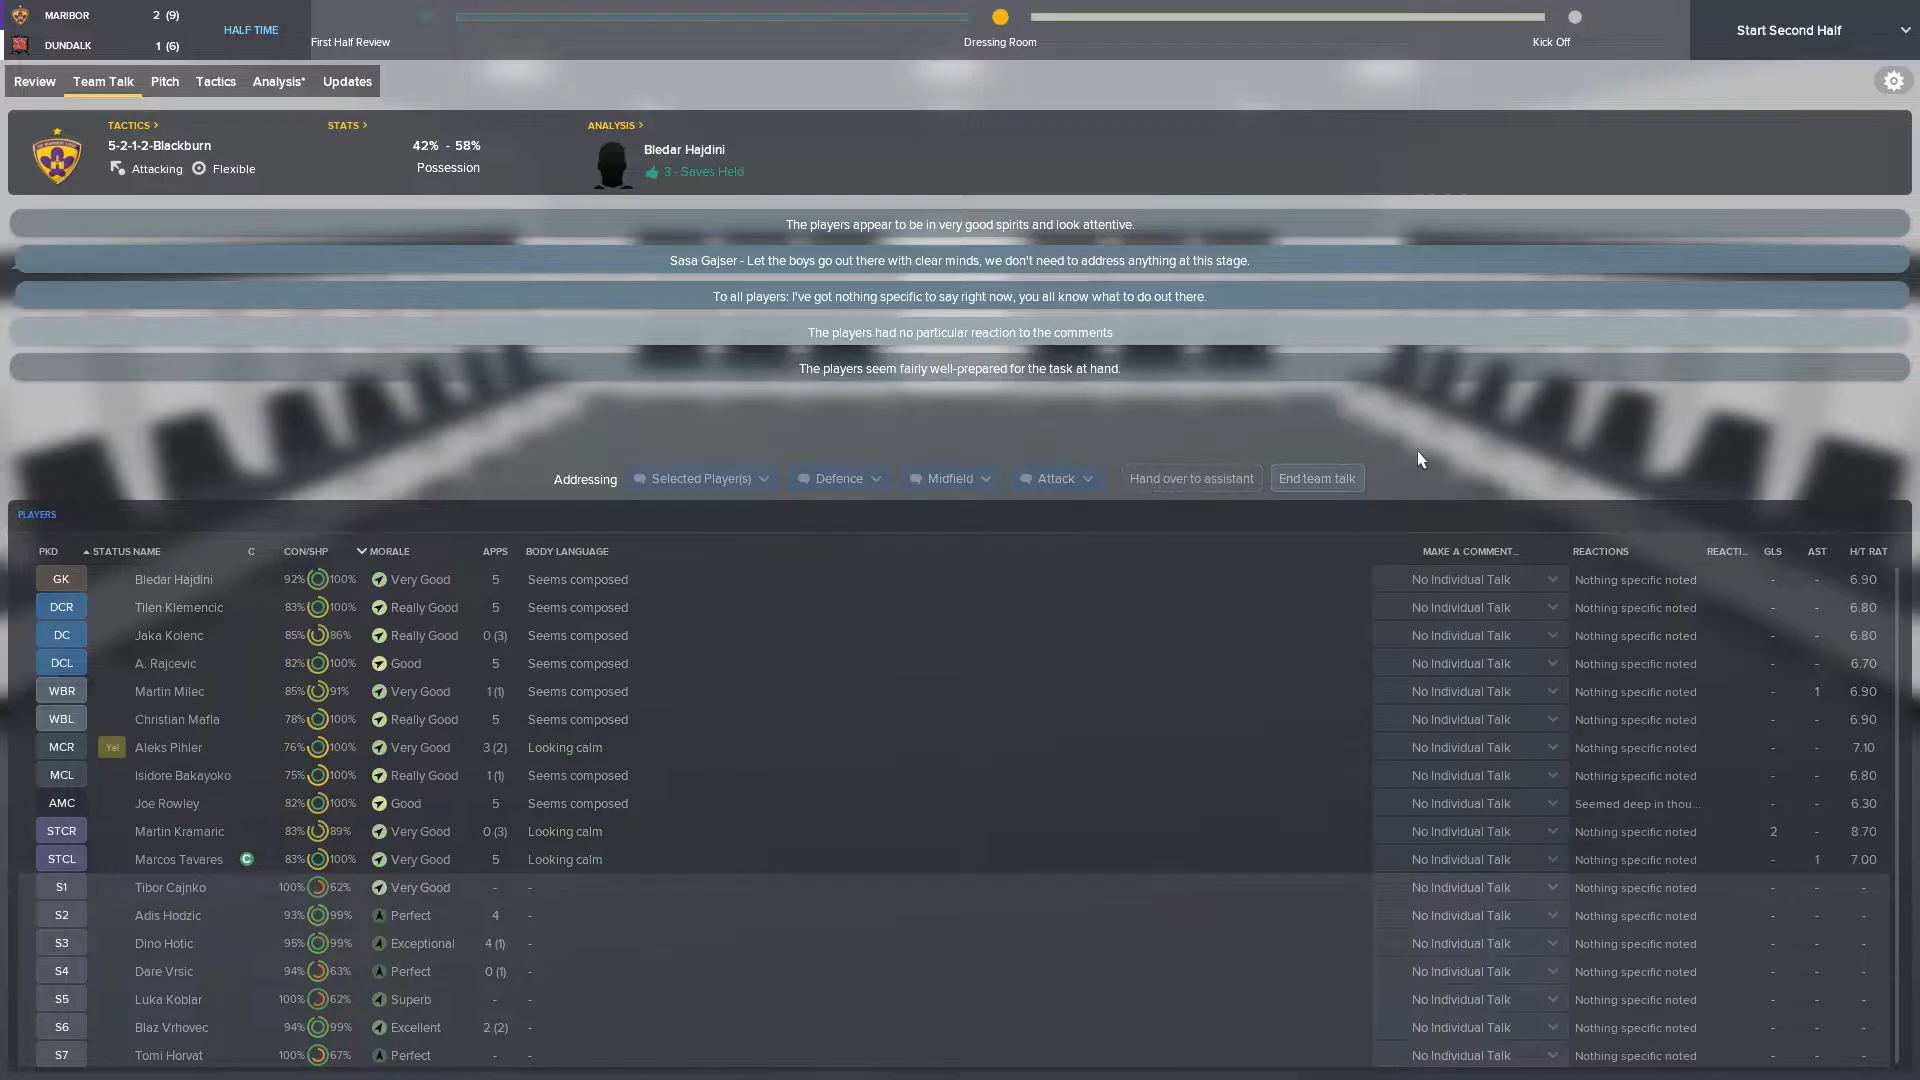 MARIBOR 2 (9)
DUNDALK 1 (6)
HALF TIME
First Half Review
Dressing Room
Kick Off
Start Second Half
Review Team Talk Pitch Tactics Analysis* Updates
TACTICS > STATS > ANALYSIS >
5-2-1-2-Blackburn
Attacking Flexible
42% - 58%
Possession
Bledar Hajdini
3 - Saves Held
The players appear to be in very good spirits and look attentive.
Sasa Gajser - Let the boys go out there with clear minds, we don't need to address anything at this stage.
To all players: I've got nothing specific to say right now, you all know what to do out there.
The players had no particular reaction to the comments
The players seem fairly well-prepared for the task at hand.
Addressing Selected Player(s) Defence Midfield Attack Hand over to assistant End team talk
PLAYERS
PKD STATUS NAME C CON/SHP MORALE APPS BODY LANGUAGE MAKE A COMMENT... REACTIONS REACTI... GLS AST H/T RAT
GK Bledar Hajdini 92% 100% Very Good 5 Seems composed No Individual Talk Nothing specific noted - - 6.90
DCR Tilen Klemencic 83% 100% Really Good 5 Seems composed No Individual Talk Nothing specific noted - - 6.80
DC Jaka Kolenc 85% 86% Really Good 0 (3) Seems composed No Individual Talk Nothing specific noted - - 6.80
DCL A. Rajcevic 82% 100% Good 5 Seems composed No Individual Talk Nothing specific noted - - 6.70
WBR Martin Milec 85% 91% Very Good 1 (1) Seems composed No Individual Talk Nothing specific noted - 1 6.90
WBL Christian Mafla 78% 100% Really Good 5 Seems composed No Individual Talk Nothing specific noted - - 6.90
MCR Yel Aleks Pihler 76% 100% Very Good 3 (2) Looking calm No Individual Talk Nothing specific noted - - 7.10
MCL Isidore Bakayoko 75% 100% Really Good 1 (1) Seems composed No Individual Talk Nothing specific noted - - 6.80
AMC Joe Rowley 82% 100% Good 5 Seems composed No Individual Talk Seemed deep in thou... - - 6.30
STCR Martin Kramaric 83% 89% Very Good 0 (3) Looking calm No Individual Talk Nothing specific noted 2 - 8.70
STCL Marcos Tavares C 83% 100% Very Good 5 Looking calm No Individual Talk Nothing specific noted - 1 7.00
S1 Tibor Cajnko 100% 62% Very Good - - No Individual Talk Nothing specific noted - - -
S2 Adis Hodzic 93% 99% Perfect 4 - No Individual Talk Nothing specific noted - - -
S3 Dino Hotic 95% 99% Exceptional 4 (1) - No Individual Talk Nothing specific noted - - -
S4 Dare Vrsic 94% 63% Perfect 0 (1) - No Individual Talk Nothing specific noted - - -
S5 Luka Koblar 100% 62% Superb - - No Individual Talk Nothing specific noted - - -
S6 Blaz Vrhovec 94% 99% Excellent 2 (2) - No Individual Talk Nothing specific noted - - -
S7 Tomi Horvat 100% 67% Perfect - - No Individual Talk Nothing specific noted - - -